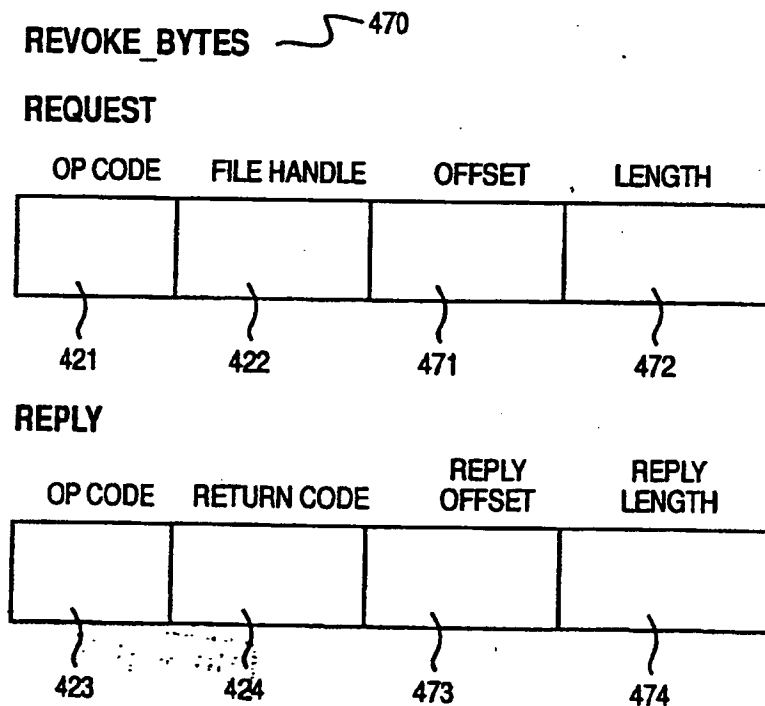 REVOKE_BYTES 470
REQUEST
OP CODE FILE HANDLE OFFSET LENGTH
421 422 471 472
REPLY
OP CODE RETURN CODE REPLY OFFSET REPLY LENGTH
423 424 473 474